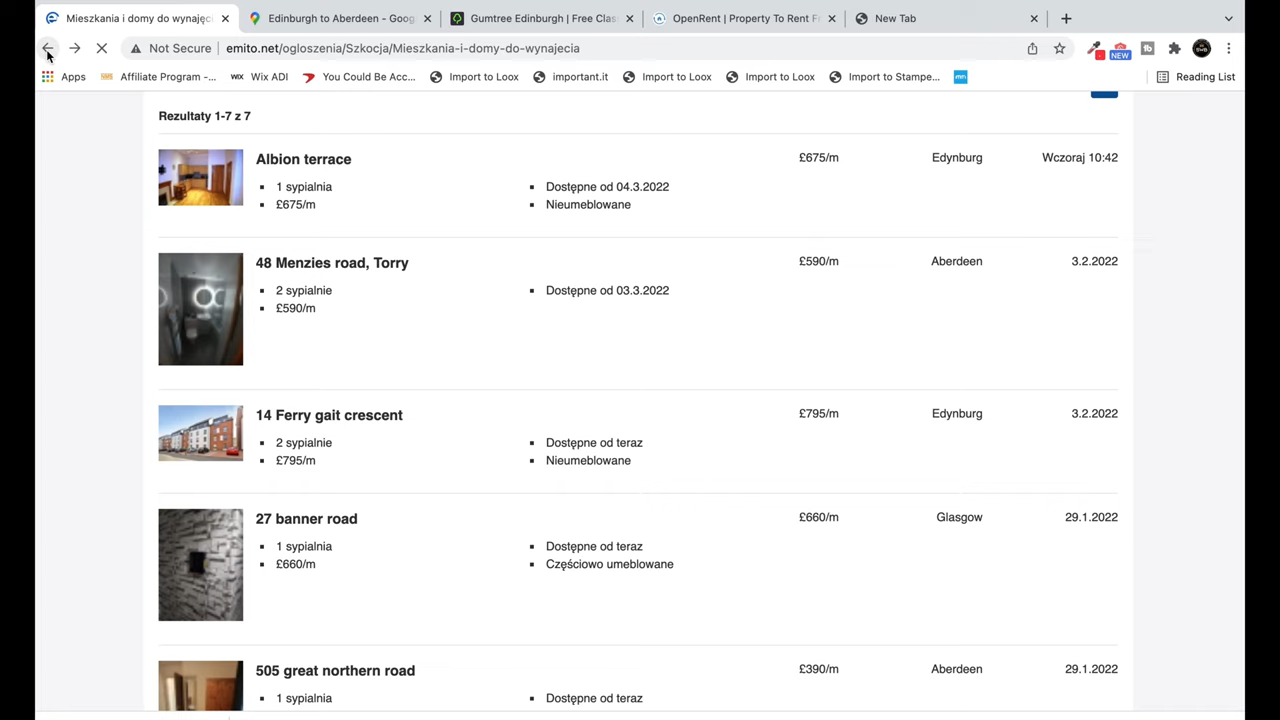 Mieszkania i domy do wynajęci
Edinburgh to Aberdeen - Goog
Gumtree Edinburgh | Free Clas
OpenRent | Property To Rent Fr
New Tab
Not Secure
emito.net/ogloszenia/Szkocja/Mieszkania-i-domy-do-wynajecia
NEW
Apps
Affiliate Program -...
WIX Wix ADI
You Could Be Acc...
Import to Loox
important.it
Import to Loox
Import to Loox
Import to Stampe...
Reading List
Rezultaty 1-7 z 7
Albion terrace
£675/m
Edynburg
Wczoraj 10:42
1 sypialnia
Dostępne od 04.3.2022
£675/m
Nieumeblowane
48 Menzies road, Torry
£590/m
Aberdeen
3.2.2022
2 sypialnie
Dostępne od 03.3.2022
£590/m
14 Ferry gait crescent
£795/m
Edynburg
3.2.2022
2 sypialnie
Dostępne od teraz
£795/m
Nieumeblowane
27 banner road
£660/m
Glasgow
29.1.2022
1 sypialnia
Dostępne od teraz
£660/m
Częściowo umeblowane
505 great northern road
£390/m
Aberdeen
29.1.2022
1 sypialnia
Dostępne od teraz